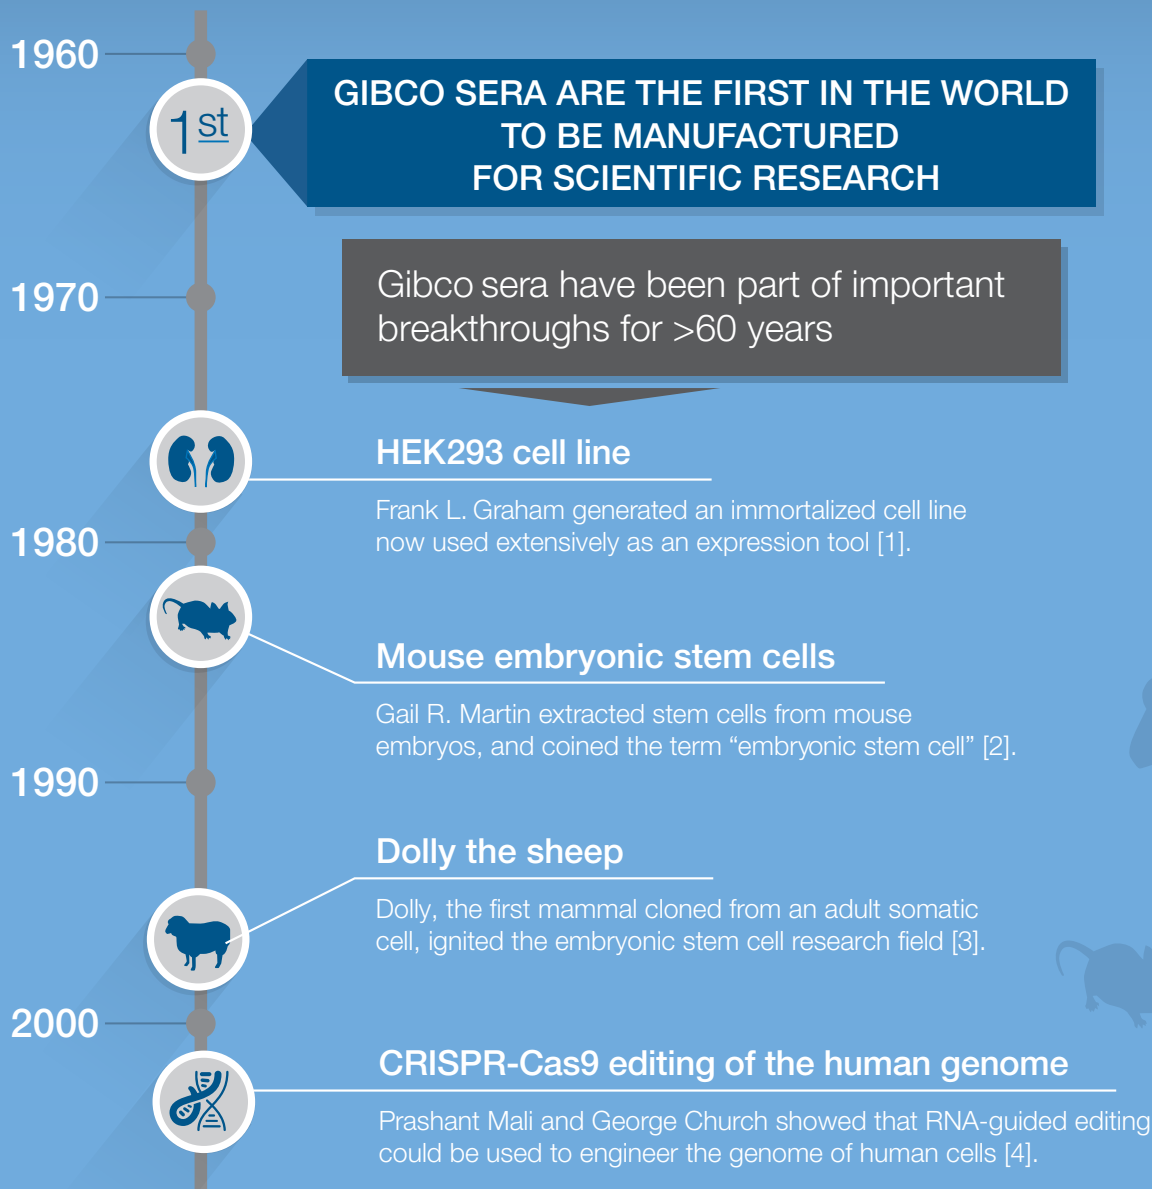 1960
1st
GIBCO SERA ARE THE FIRST IN THE WORLD
TO BE MANUFACTURED
FOR SCIENTIFIC RESEARCH
1970
Gibco sera have been part of important
breakthroughs for >60 years
HEK293 cell line
Frank L. Graham generated an immortalized cell line
now used extensively as an expression tool [1].
1980
Mouse embryonic stem cells
Gail R. Martin extracted stem cells from mouse
embryos, and coined the term “embryonic stem cell” [2].
1990
Dolly the sheep
Dolly, the first mammal cloned from an adult somatic
cell, ignited the embryonic stem cell research field [3].
2000
CRISPR-Cas9 editing of the human genome
Prashant Mali and George Church showed that RNA-guided editing
could be used to engineer the genome of human cells [4].